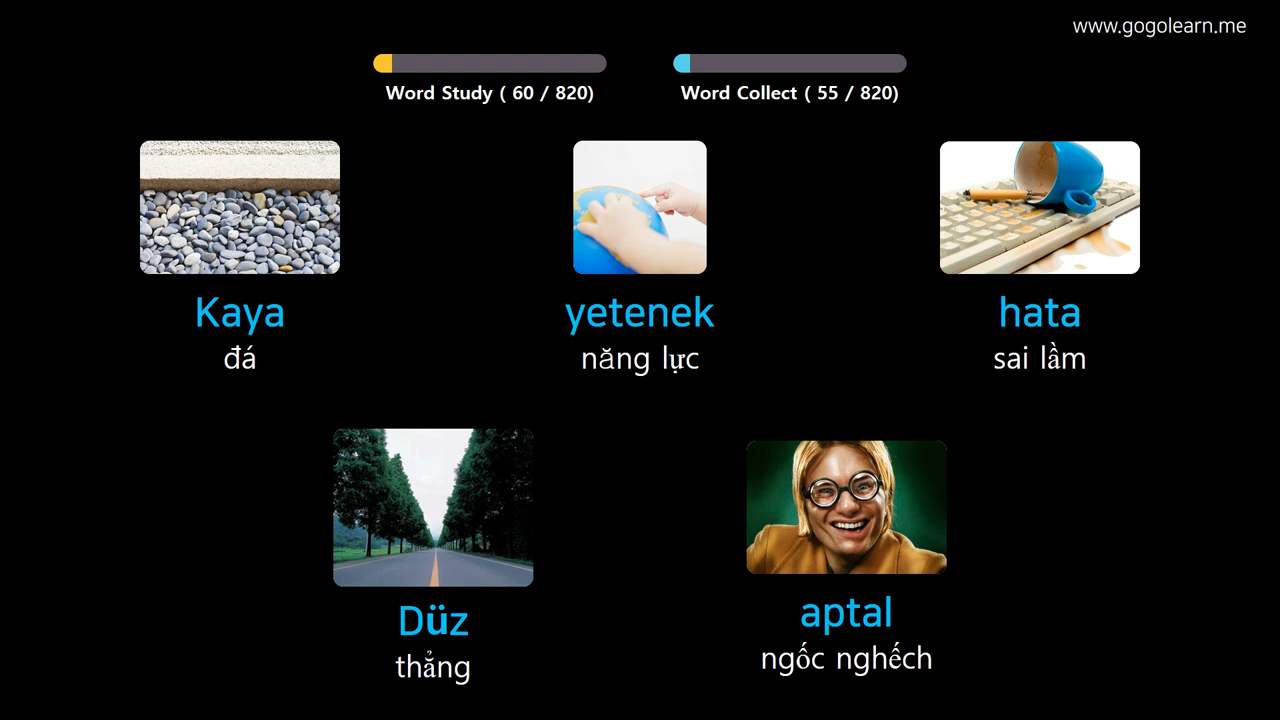 www.gogolearn.me
Word Study ( 60 / 820)
Word Collect ( 55 / 820)
Kaya
đá
yetenek
năng lực
hata
sai lầm
Düz
thẳng
aptal
ngốc nghếch